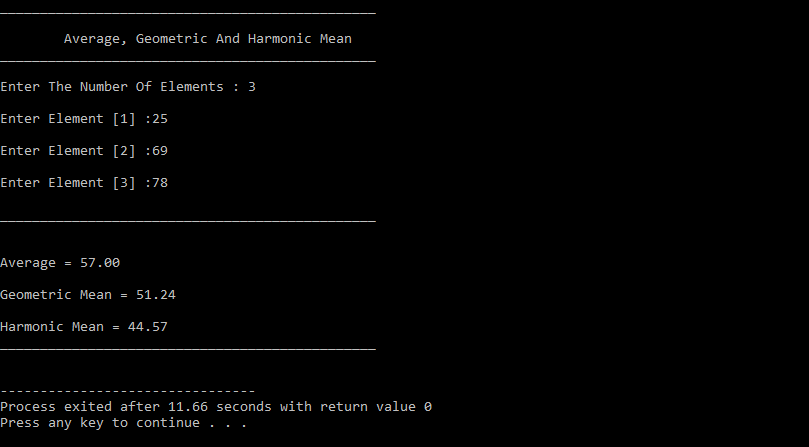 Average, Geometric And Harmonic Mean
Enter The Number Of Elements : 3
Enter Element [1] :25
Enter Element [2] :69
Enter Element [3] :78
Average = 57.00
Geometric Mean = 51.24
Harmonic Mean = 44.57
--------------------------------
Process exited after 11.66 seconds with return value 0
Press any key to continue . . .